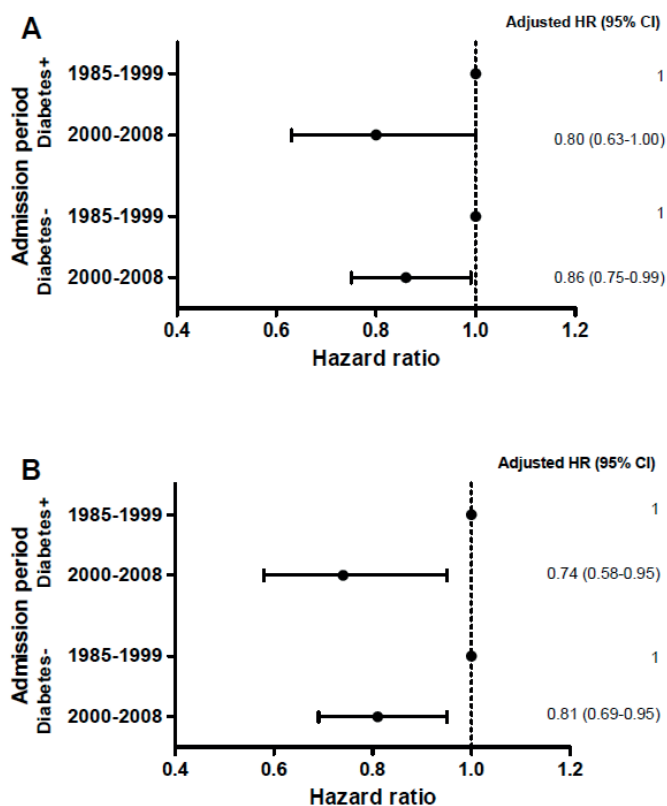 A
Adjusted HR (95% CI)
Admission period
Diabetes+
Diabetes-
1985-1999
1
2000-2008
0.80 (0.63-1.00)
1985-1999
1
2000-2008
0.86 (0.75-0.99)
0.4 0.6 0.8 1.0 1.2
Hazard ratio
B
Adjusted HR (95% CI)
Admission period
Diabetes+
Diabetes-
1985-1999
1
2000-2008
0.74 (0.58-0.95)
1985-1999
1
2000-2008
0.81 (0.69-0.95)
0.4 0.6 0.8 1.0 1.2
Hazard ratio